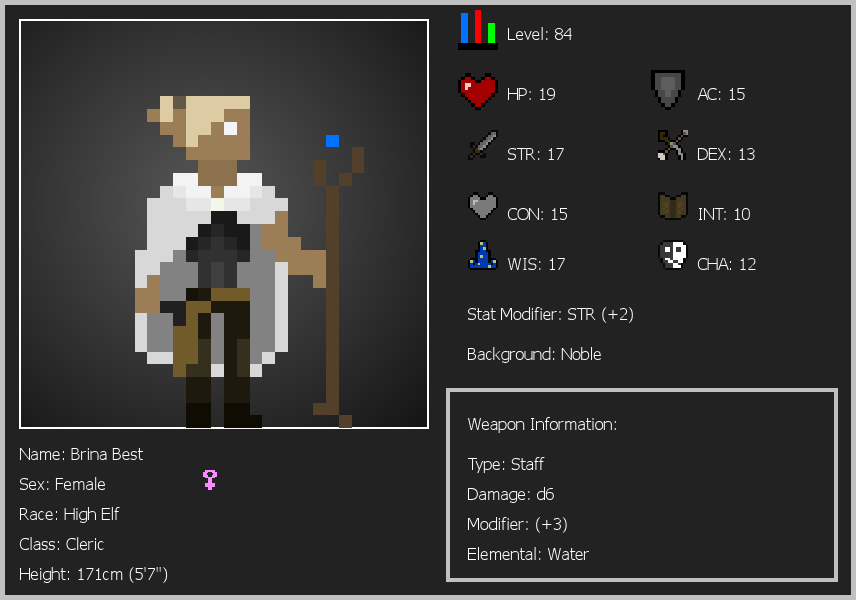 Level: 84
HP: 19
AC: 15
STR: 17
DEX: 13
CON: 15
INT: 10
WIS: 17
CHA: 12
Stat Modifier: STR (+2)
Background: Noble
Weapon Information:
Type: Staff
Damage: d6
Modifier: (+3)
Elemental: Water
Name: Brina Best
Sex: Female
Race: High Elf
Class: Cleric
Height: 171cm (5'7")